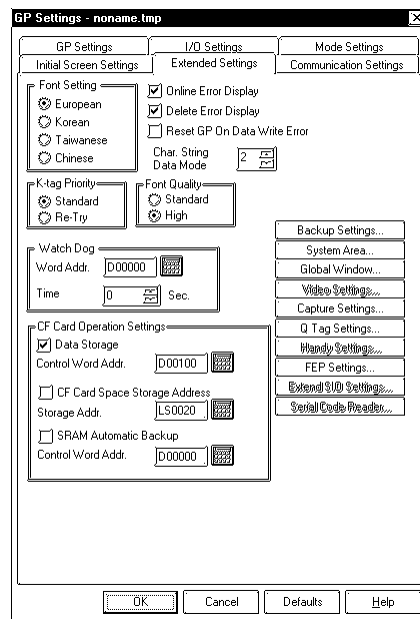 GP Settings - noname.tmp
GP Settings
I/O Settings
Mode Settings
Initial Screen Settings
Extended Settings
Communication Settings
Font Setting
European
Korean
Taiwanese
Chinese
Online Error Display
Delete Error Display
Reset GP On Data Write Error
Char. String
Data Mode
2
K-tag Priority
Standard
Re-Try
Font Quality
Standard
High
Watch Dog
Word Addr.
D00000
Time
0
Sec.
CF Card Operation Settings
Data Storage
Control Word Addr.
D00100
CF Card Space Storage Address
Storage Addr.
LS0020
SRAM Automatic Backup
Control Word Addr.
D00000
Backup Settings...
System Area...
Global Window...
Video Settings...
Capture Settings...
Q Tag Settings...
Handy Settings...
FEP Settings...
Extend SIO Settings...
Serial Code Reader...
OK
Cancel
Defaults
Help